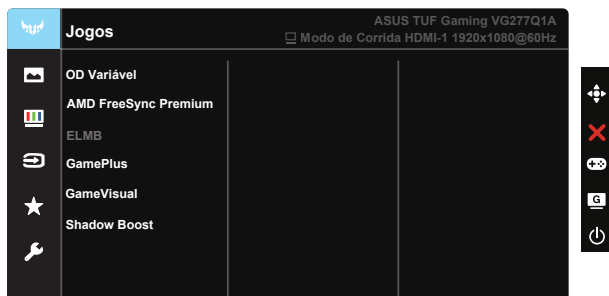 ASUS TUF Gaming VG277Q1A
Jogos
Modo de Corrida HDMI-1 1920x1080@60Hz
OD Variável
AMD FreeSync Premium
ELMB
GamePlus
GameVisual
Shadow Boost
G